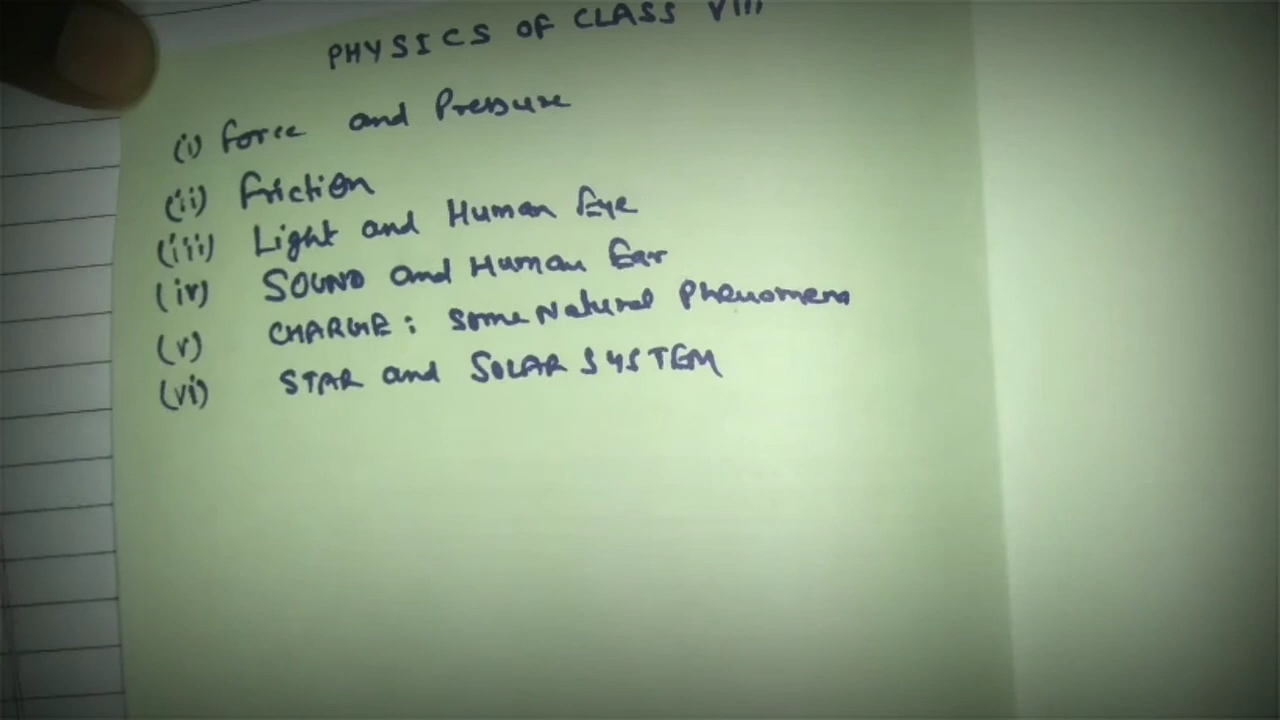 PHYSICS OF CLASS VIII
(i) Force and Pressure
(ii) Friction
(iii) Light and Human Eye
(iv) SOUND and Human Ear
(v) CHARGE: Some Natural Phenomena
(vi) STAR and SOLAR SYSTEM